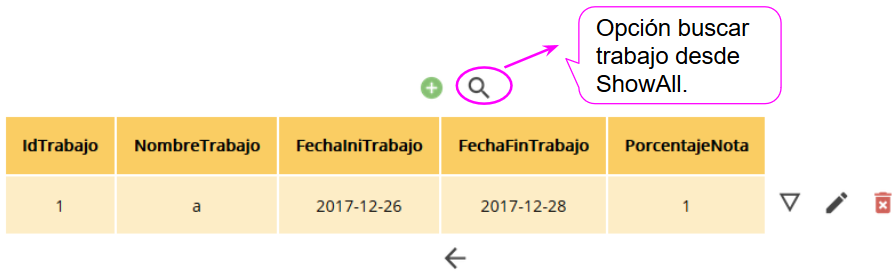 Opción buscar
trabajo desde
ShowAll.
IdTrabajo NombreTrabajo FechaIniTrabajo FechaFinTrabajo PorcentajeNota
1 a 2017-12-26 2017-12-28 1